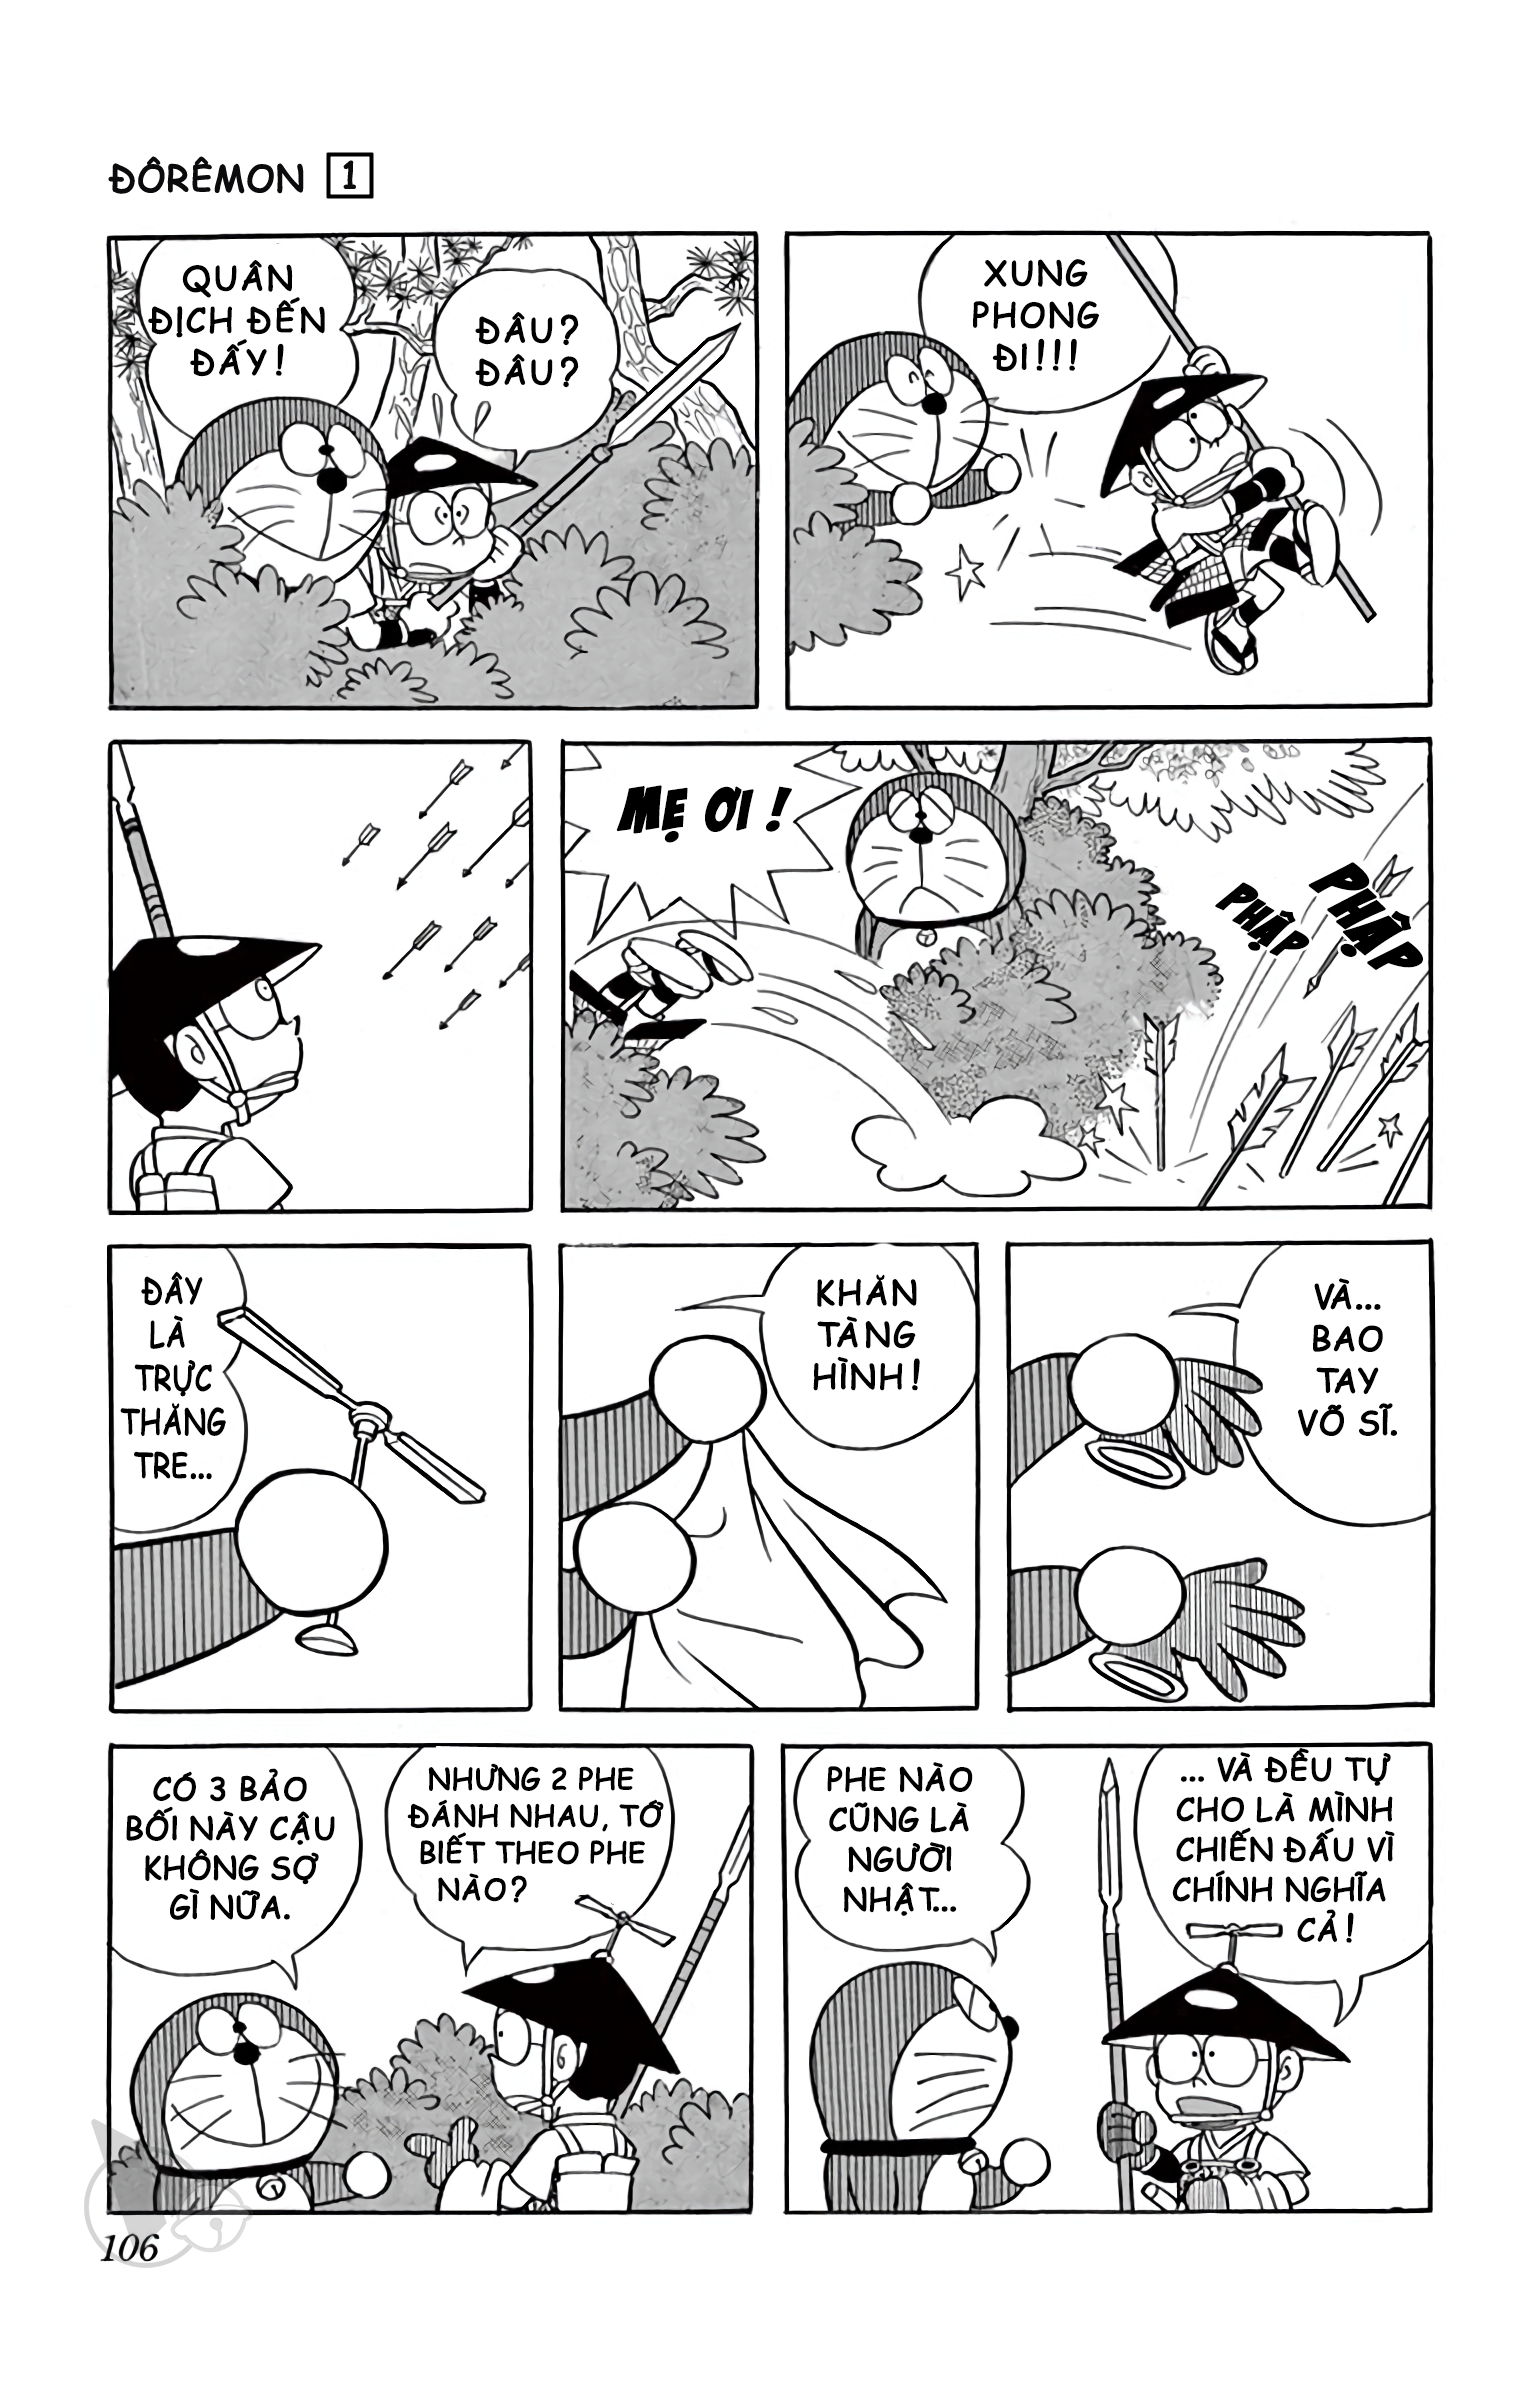 ĐÔRÊMON 1
QUÂN
ĐỊCH ĐẾN
ĐẤY!
ĐÂU?
ĐÂU?
XUNG
PHONG
ĐI!!!
MẸ ƠI!
PHẬP
PHẬP
ĐÂY
LÀ
TRỰC
THĂNG
TRE...
KHĂN
TÀNG
HÌNH!
VÀ...
BAO
TAY
VÕ SĨ.
CÓ 3 BẢO
BỐI NÀY CẬU
KHÔNG SỢ
GÌ NỮA.
NHƯNG 2 PHE
ĐÁNH NHAU, TỚ
BIẾT THEO PHE
NÀO?
PHE NÀO
CŨNG LÀ
NGƯỜI
NHẬT...
... VÀ ĐỀU TỰ
CHO LÀ MÌNH
CHIẾN ĐẤU VÌ
CHÍNH NGHĨA
CẢ!
106